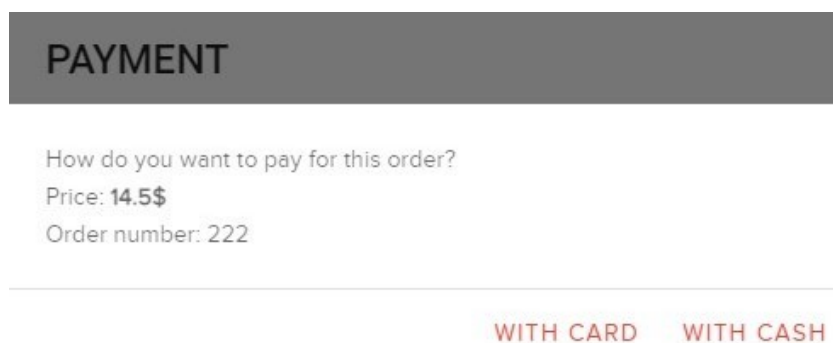 PAYMENT
How do you want to pay for this order?
Price: 14.5$
Order number: 222
WITH CARD WITH CASH